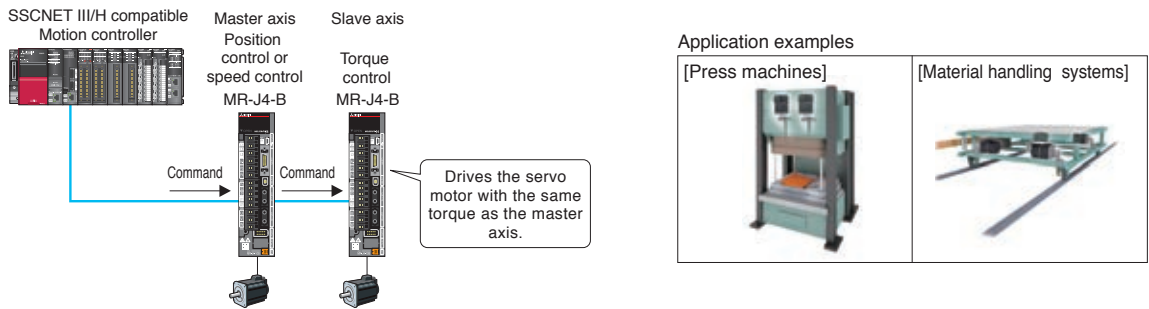 SSCNET III/H compatible
Motion controller
Master axis
Position
control or
speed control
MR-J4-B
Slave axis
Torque
control
MR-J4-B
Command
Command
Drives the servo
motor with the same
torque as the master
axis.
Application examples
[Press machines]
[Material handling systems]